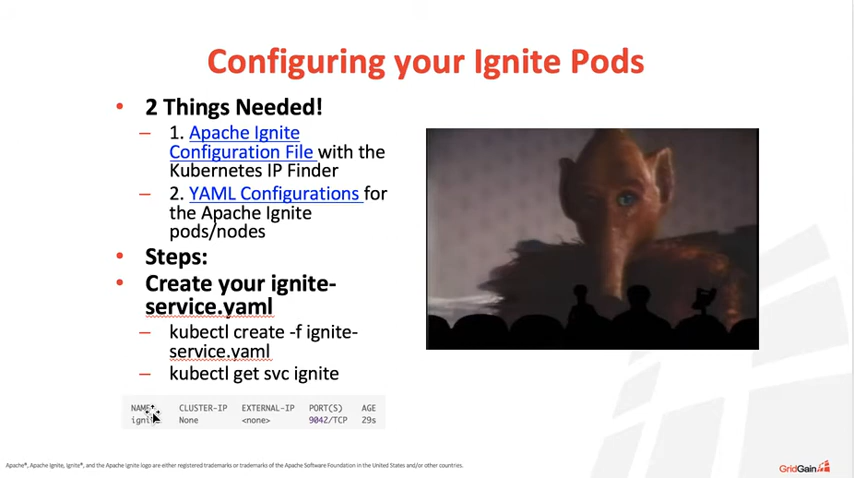 Configuring your Ignite Pods
• 2 Things Needed!
– 1. Apache Ignite
Configuration File with the
Kubernetes IP Finder
– 2. YAML Configurations for
the Apache Ignite
pods/nodes
• Steps:
• Create your ignite-
service.yaml
– kubectl create -f ignite-
service.yaml
– kubectl get svc ignite
NAME CLUSTER-IP EXTERNAL-IP PORT(S) AGE
ignite None <none> 9042/TCP 29s
Apache®, Apache Ignite, Ignite®, and the Apache Ignite logo are either registered trademarks or trademarks of the Apache Software Foundation in the United States and/or other countries.
GridGain